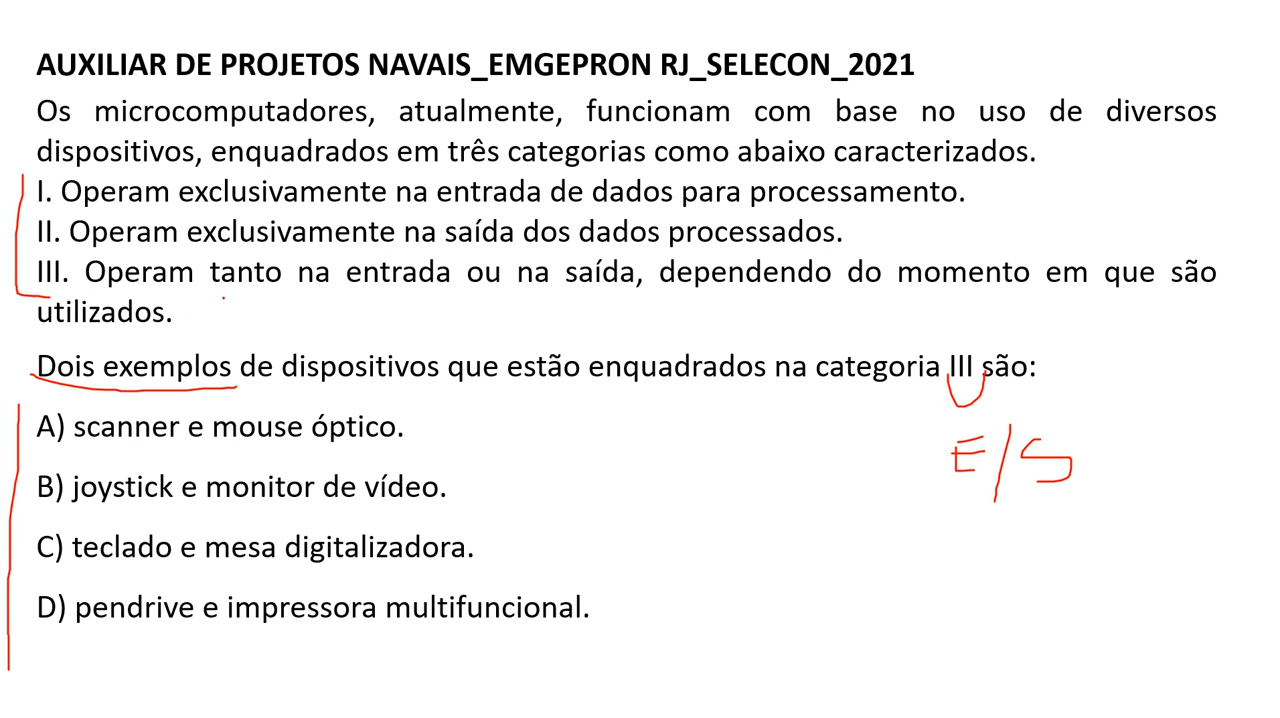 AUXILIAR DE PROJETOS NAVAIS_EMGEPRON RJ_SELECON_2021
Os microcomputadores, atualmente, funcionam com base no uso de diversos
dispositivos, enquadrados em três categorias como abaixo caracterizados.
I. Operam exclusivamente na entrada de dados para processamento.
II. Operam exclusivamente na saída dos dados processados.
III. Operam tanto na entrada ou na saída, dependendo do momento em que são
utilizados.
Dois exemplos de dispositivos que estão enquadrados na categoria III são:
A) scanner e mouse óptico.
E/S
B) joystick e monitor de vídeo.
C) teclado e mesa digitalizadora.
D) pendrive e impressora multifuncional.